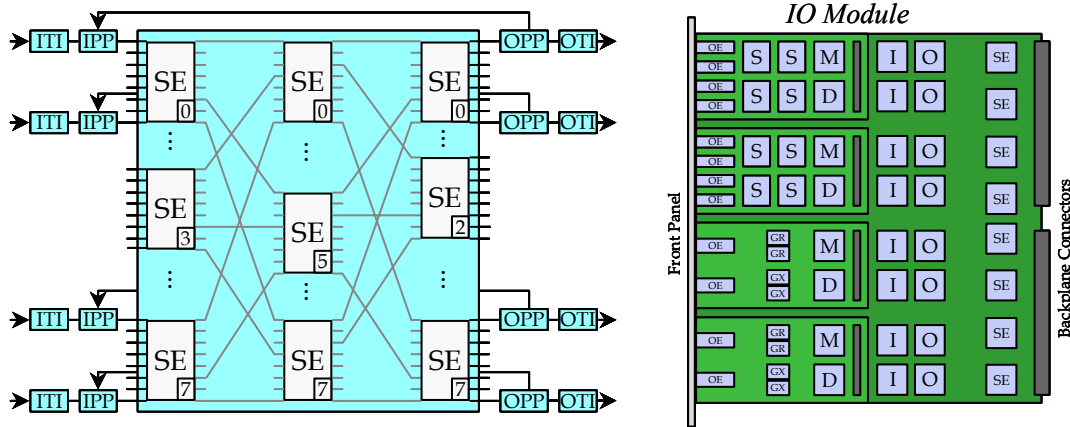 IO Module
ITI IPP OPP OTI
SE SE SE
0 0 0
ITI IPP OPP OTI
SE SE
3 2
SE
5
ITI IPP OPP OTI
SE SE SE
7 7 7
ITI IPP OPP OTI
Front Panel
OE S S M I O SE
OE
OE S S D I O SE
OE
OE S S M I O SE
OE
OE S S D I O SE
OE
OE GR M I O SE
GR
OE GX D I O SE
GX
OE GR M I O SE
GR
OE GX D I O SE
GX
Backplane Connectors